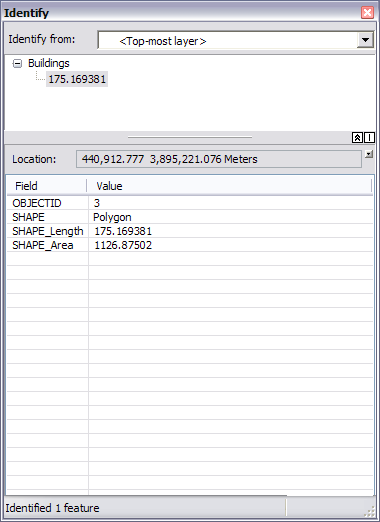 Identify
Identify from: <Top-most layer>
Buildings
175.169381
Location: 440,912.777 3,895,221.076 Meters
Field Value
OBJECTID 3
SHAPE Polygon
SHAPE_Length 175.169381
SHAPE_Area 1126.87502
Identified 1 feature